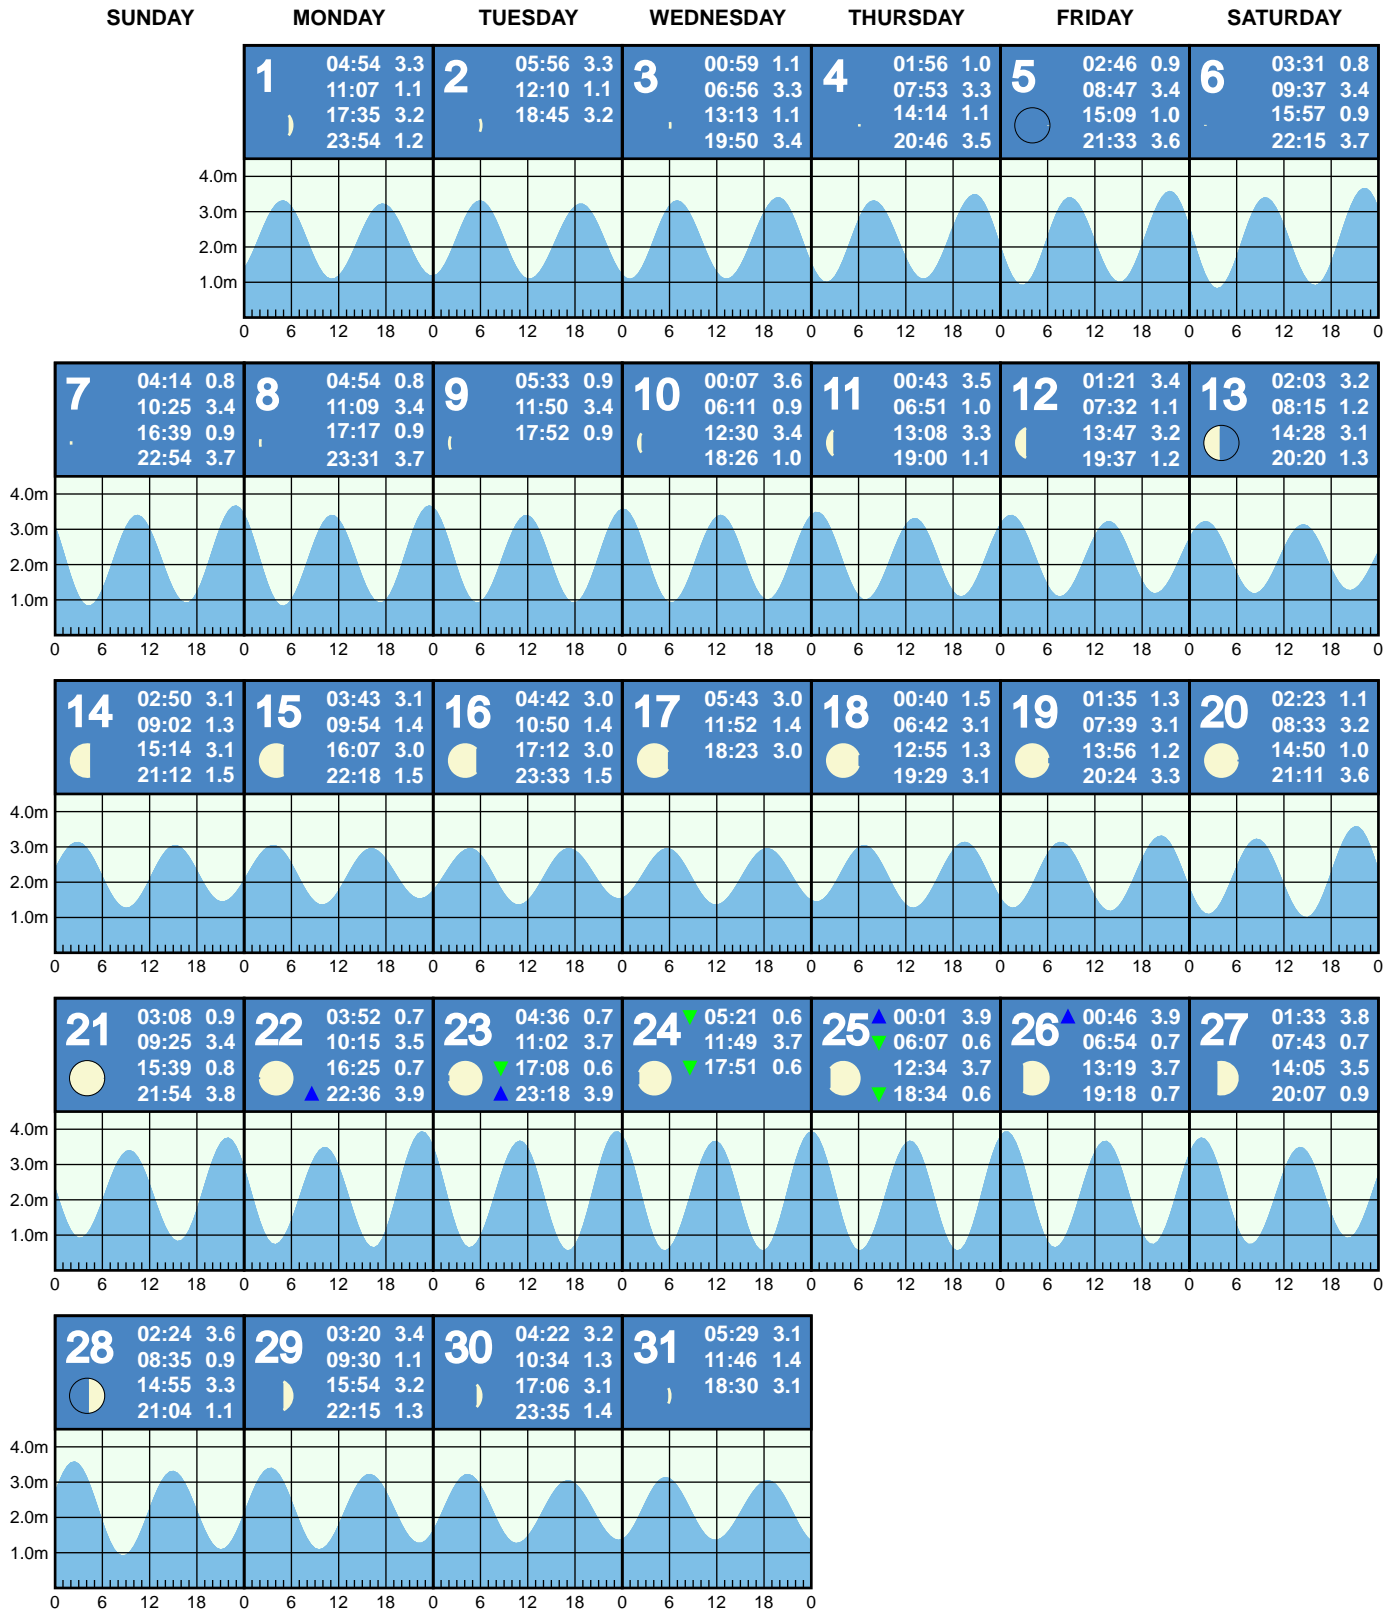 SUNDAY MONDAY TUESDAY WEDNESDAY THURSDAY FRIDAY SATURDAY
1 04:54 3.3
11:07 1.1
17:35 3.2
23:54 1.2
2 05:56 3.3
12:10 1.1
18:45 3.2
3 00:59 1.1
06:56 3.3
13:13 1.1
19:50 3.4
4 01:56 1.0
07:53 3.3
14:14 1.1
20:46 3.5
5 02:46 0.9
08:47 3.4
15:09 1.0
21:33 3.6
6 03:31 0.8
09:37 3.4
15:57 0.9
22:15 3.7
4.0m
3.0m
2.0m
1.0m
0 6 12 18 0 6 12 18 0 6 12 18 0 6 12 18 0 6 12 18 0 6 12 18 0
7 04:14 0.8
10:25 3.4
16:39 0.9
22:54 3.7
8 04:54 0.8
11:09 3.4
17:17 0.9
23:31 3.7
9 05:33 0.9
11:50 3.4
17:52 0.9
10 00:07 3.6
06:11 0.9
12:30 3.4
18:26 1.0
11 00:43 3.5
06:51 1.0
13:08 3.3
19:00 1.1
12 01:21 3.4
07:32 1.1
13:47 3.2
19:37 1.2
13 02:03 3.2
08:15 1.2
14:28 3.1
20:20 1.3
4.0m
3.0m
2.0m
1.0m
0 6 12 18 0 6 12 18 0 6 12 18 0 6 12 18 0 6 12 18 0 6 12 18 0 6 12 18 0
14 02:50 3.1
09:02 1.3
15:14 3.1
21:12 1.5
15 03:43 3.1
09:54 1.4
16:07 3.0
22:18 1.5
16 04:42 3.0
10:50 1.4
17:12 3.0
23:33 1.5
17 05:43 3.0
11:52 1.4
18:23 3.0
18 00:40 1.5
06:42 3.1
12:55 1.3
19:29 3.1
19 01:35 1.3
07:39 3.1
13:56 1.2
20:24 3.3
20 02:23 1.1
08:33 3.2
14:50 1.0
21:11 3.6
4.0m
3.0m
2.0m
1.0m
0 6 12 18 0 6 12 18 0 6 12 18 0 6 12 18 0 6 12 18 0 6 12 18 0 6 12 18 0
21 03:08 0.9
09:25 3.4
15:39 0.8
21:54 3.8
22 03:52 0.7
10:15 3.5
16:25 0.7
22:36 3.9
23 04:36 0.7
11:02 3.7
17:08 0.6
23:18 3.9
24 05:21 0.6
11:49 3.7
17:51 0.6
25 00:01 3.9
06:07 0.6
12:34 3.7
18:34 0.6
26 00:46 3.9
06:54 0.7
13:19 3.7
19:18 0.7
27 01:33 3.8
07:43 0.7
14:05 3.5
20:07 0.9
4.0m
3.0m
2.0m
1.0m
0 6 12 18 0 6 12 18 0 6 12 18 0 6 12 18 0 6 12 18 0 6 12 18 0 6 12 18 0
28 02:24 3.6
08:35 0.9
14:55 3.3
21:04 1.1
29 03:20 3.4
09:30 1.1
15:54 3.2
22:15 1.3
30 04:22 3.2
10:34 1.3
17:06 3.1
23:35 1.4
31 05:29 3.1
11:46 1.4
18:30 3.1
4.0m
3.0m
2.0m
1.0m
0 6 12 18 0 6 12 18 0 6 12 18 0 6 12 18 0